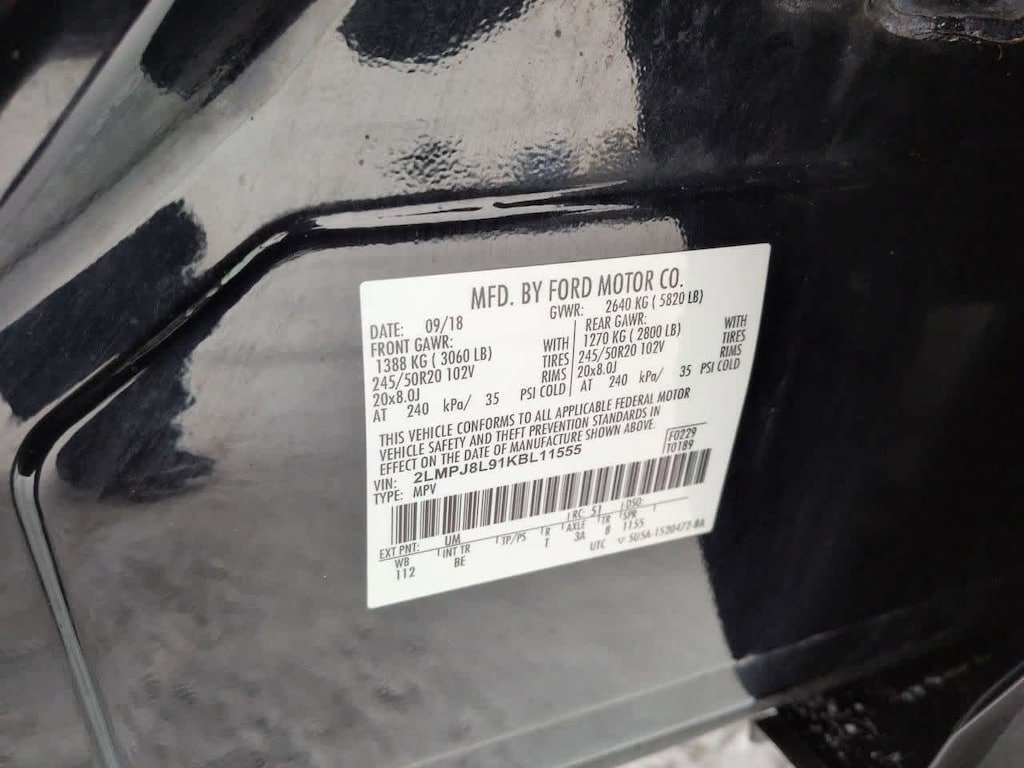 MFD. BY FORD MOTOR CO.
DATE: 09/18 GVWR: 2640 KG ( 5820 LB)
FRONT GAWR: REAR GAWR:
1388 KG ( 3060 LB) WITH 1270 KG ( 2800 LB) WITH
245/50R20 102V TIRES 245/50R20 102V TIRES
20x8.0J RIMS 20x8.0J RIMS
AT 240 kPa/ 35 PSI COLD AT 240 kPa/ 35 PSI COLD
THIS VEHICLE CONFORMS TO ALL APPLICABLE FEDERAL MOTOR
VEHICLE SAFETY AND THEFT PREVENTION STANDARDS IN
EFFECT ON THE DATE OF MANUFACTURE SHOWN ABOVE.
VIN: 2LMPJ8L91KBL11555 F0229
TYPE: MPV T0189
EXT PNT: UM RC: 51 DSO:
WB INT TR TP/PS R AXLE TR SPR
112 BE T 3A B 1155
UTC 5U5A-1520472-BA